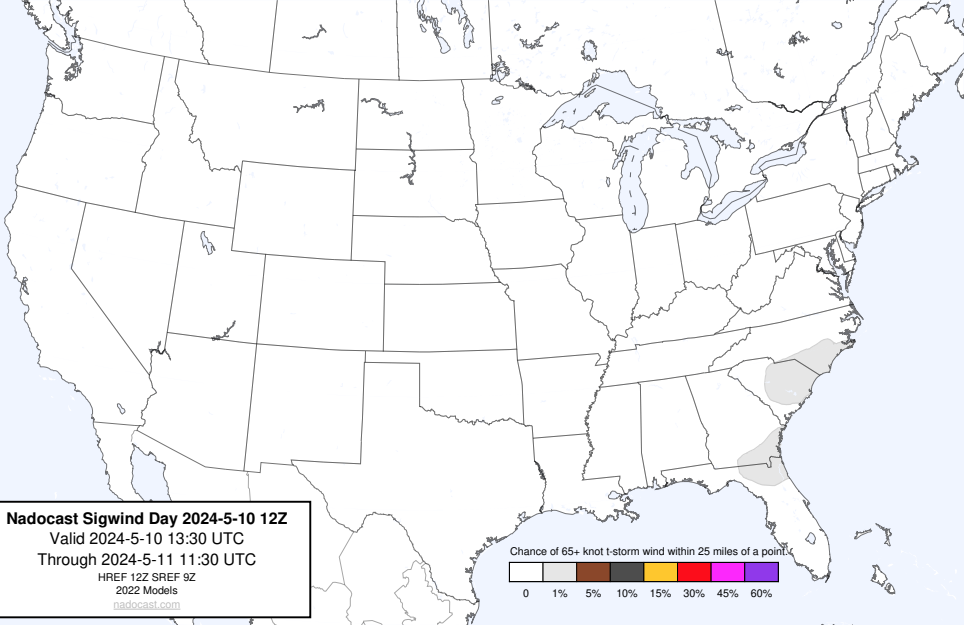 Nadocast Sigwind Day 2024-5-10 12Z
Valid 2024-5-10 13:30 UTC
Through 2024-5-11 11:30 UTC
HREF 12Z SREF 9Z
2022 Models
nadocast.com
Chance of 65+ knot t-storm wind within 25 miles of a point.
0 1% 5% 10% 15% 30% 45% 60%